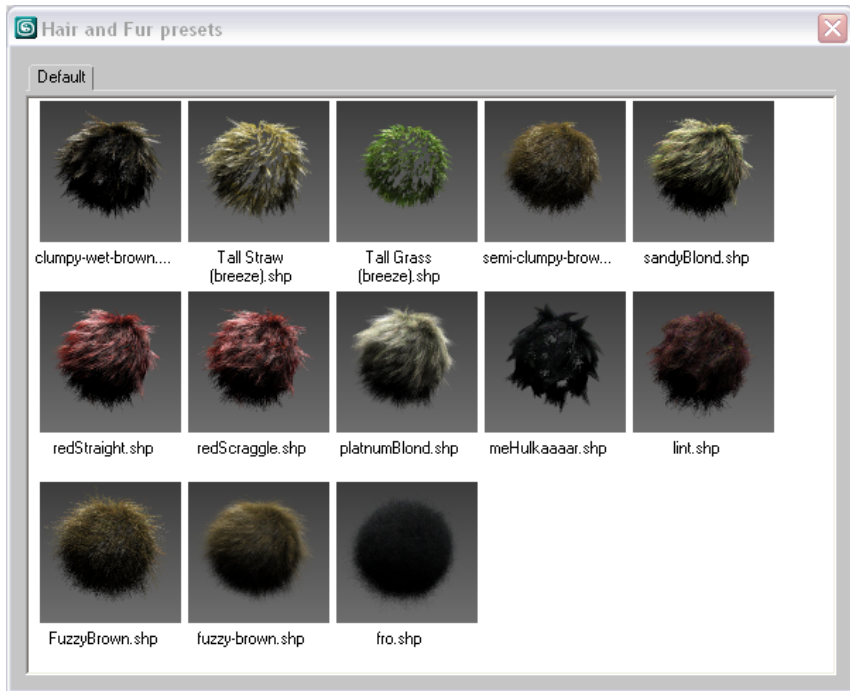 Hair and Fur presets
Default
clumpy-wet-brown....
Tall Straw
(breeze).shp
Tall Grass
(breeze).shp
semi-clumpy-brow...
sandyBlond.shp
redStraight.shp
redScraggle.shp
platnumBlond.shp
meHulkaaaar.shp
lint.shp
FuzzyBrown.shp
fuzzy-brown.shp
fro.shp